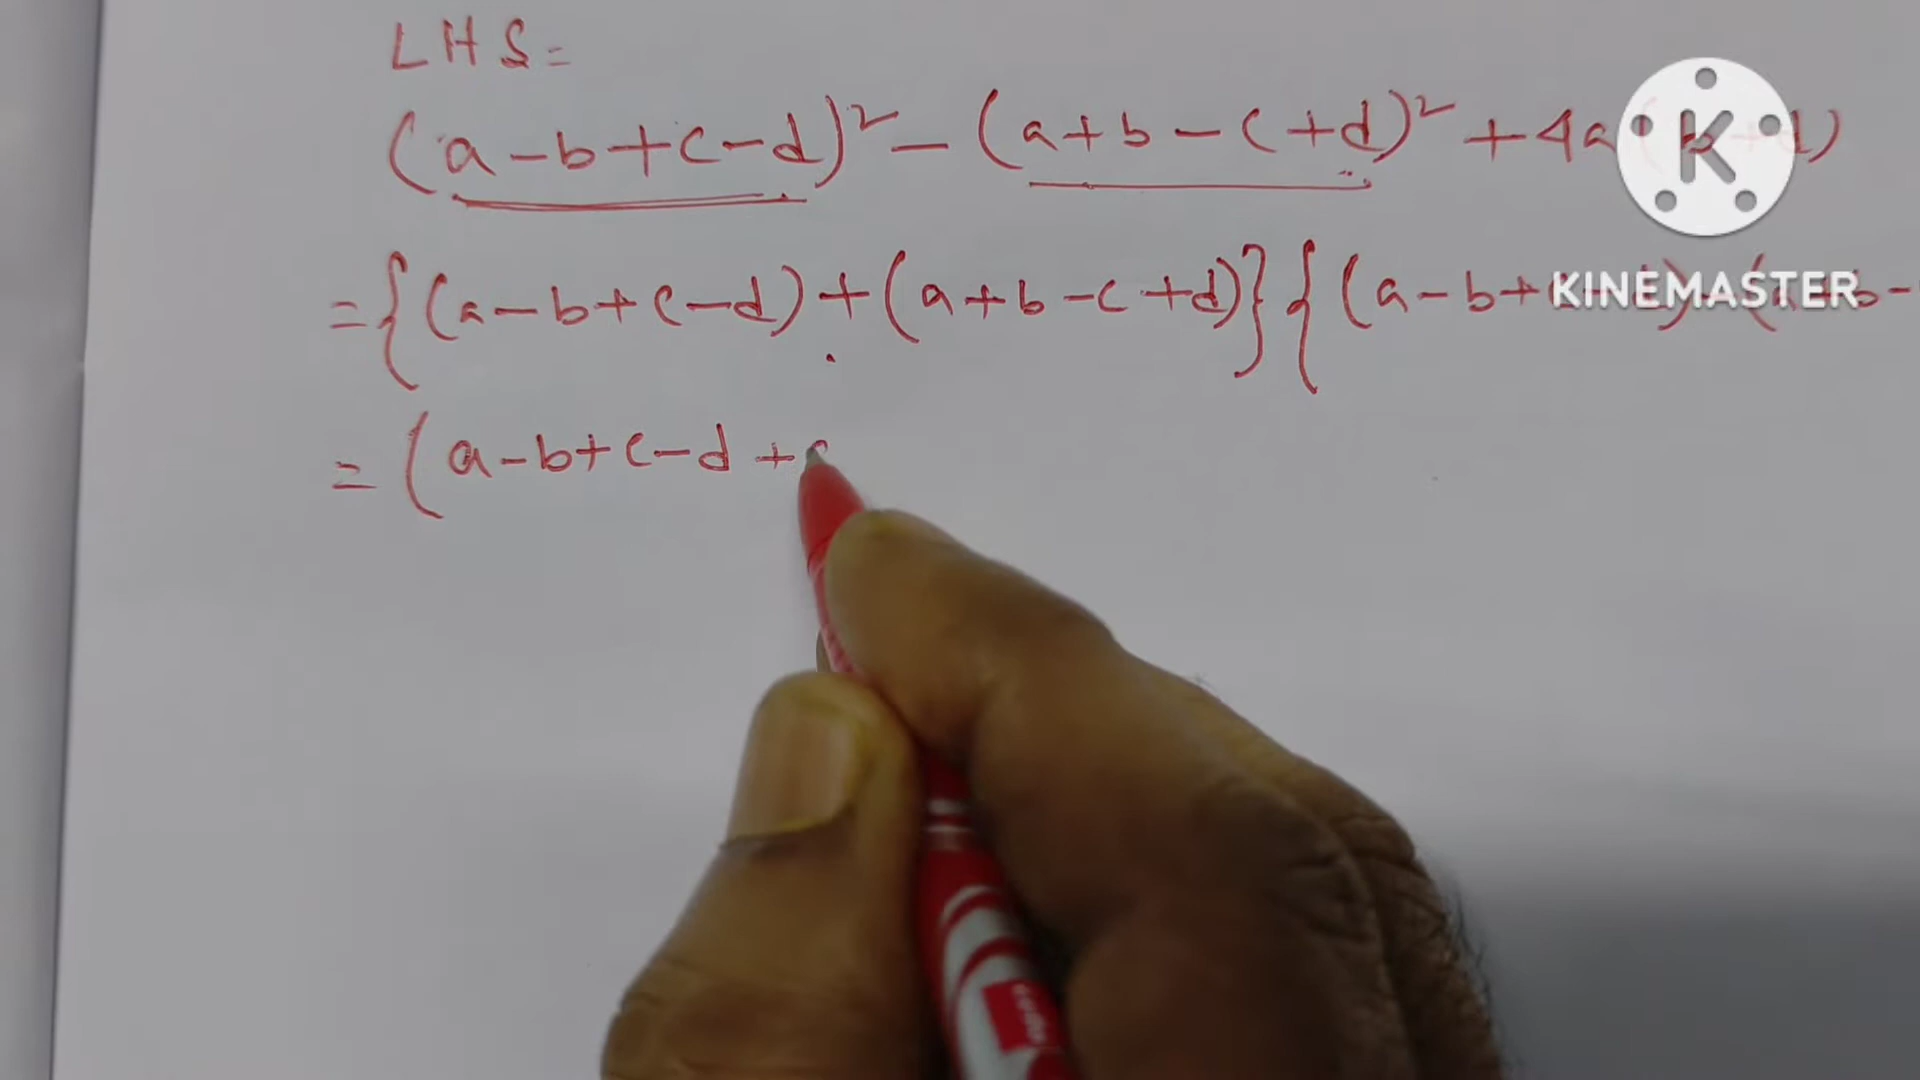 LHS =
(a-b+c-d)² - (a+b-c+d)² + 4a(b+d)
= {(a-b+c-d) + (a+b-c+d)} {(a-b+c-d) - (a+b-
= (a-b+c-d +
K
KINEMASTER